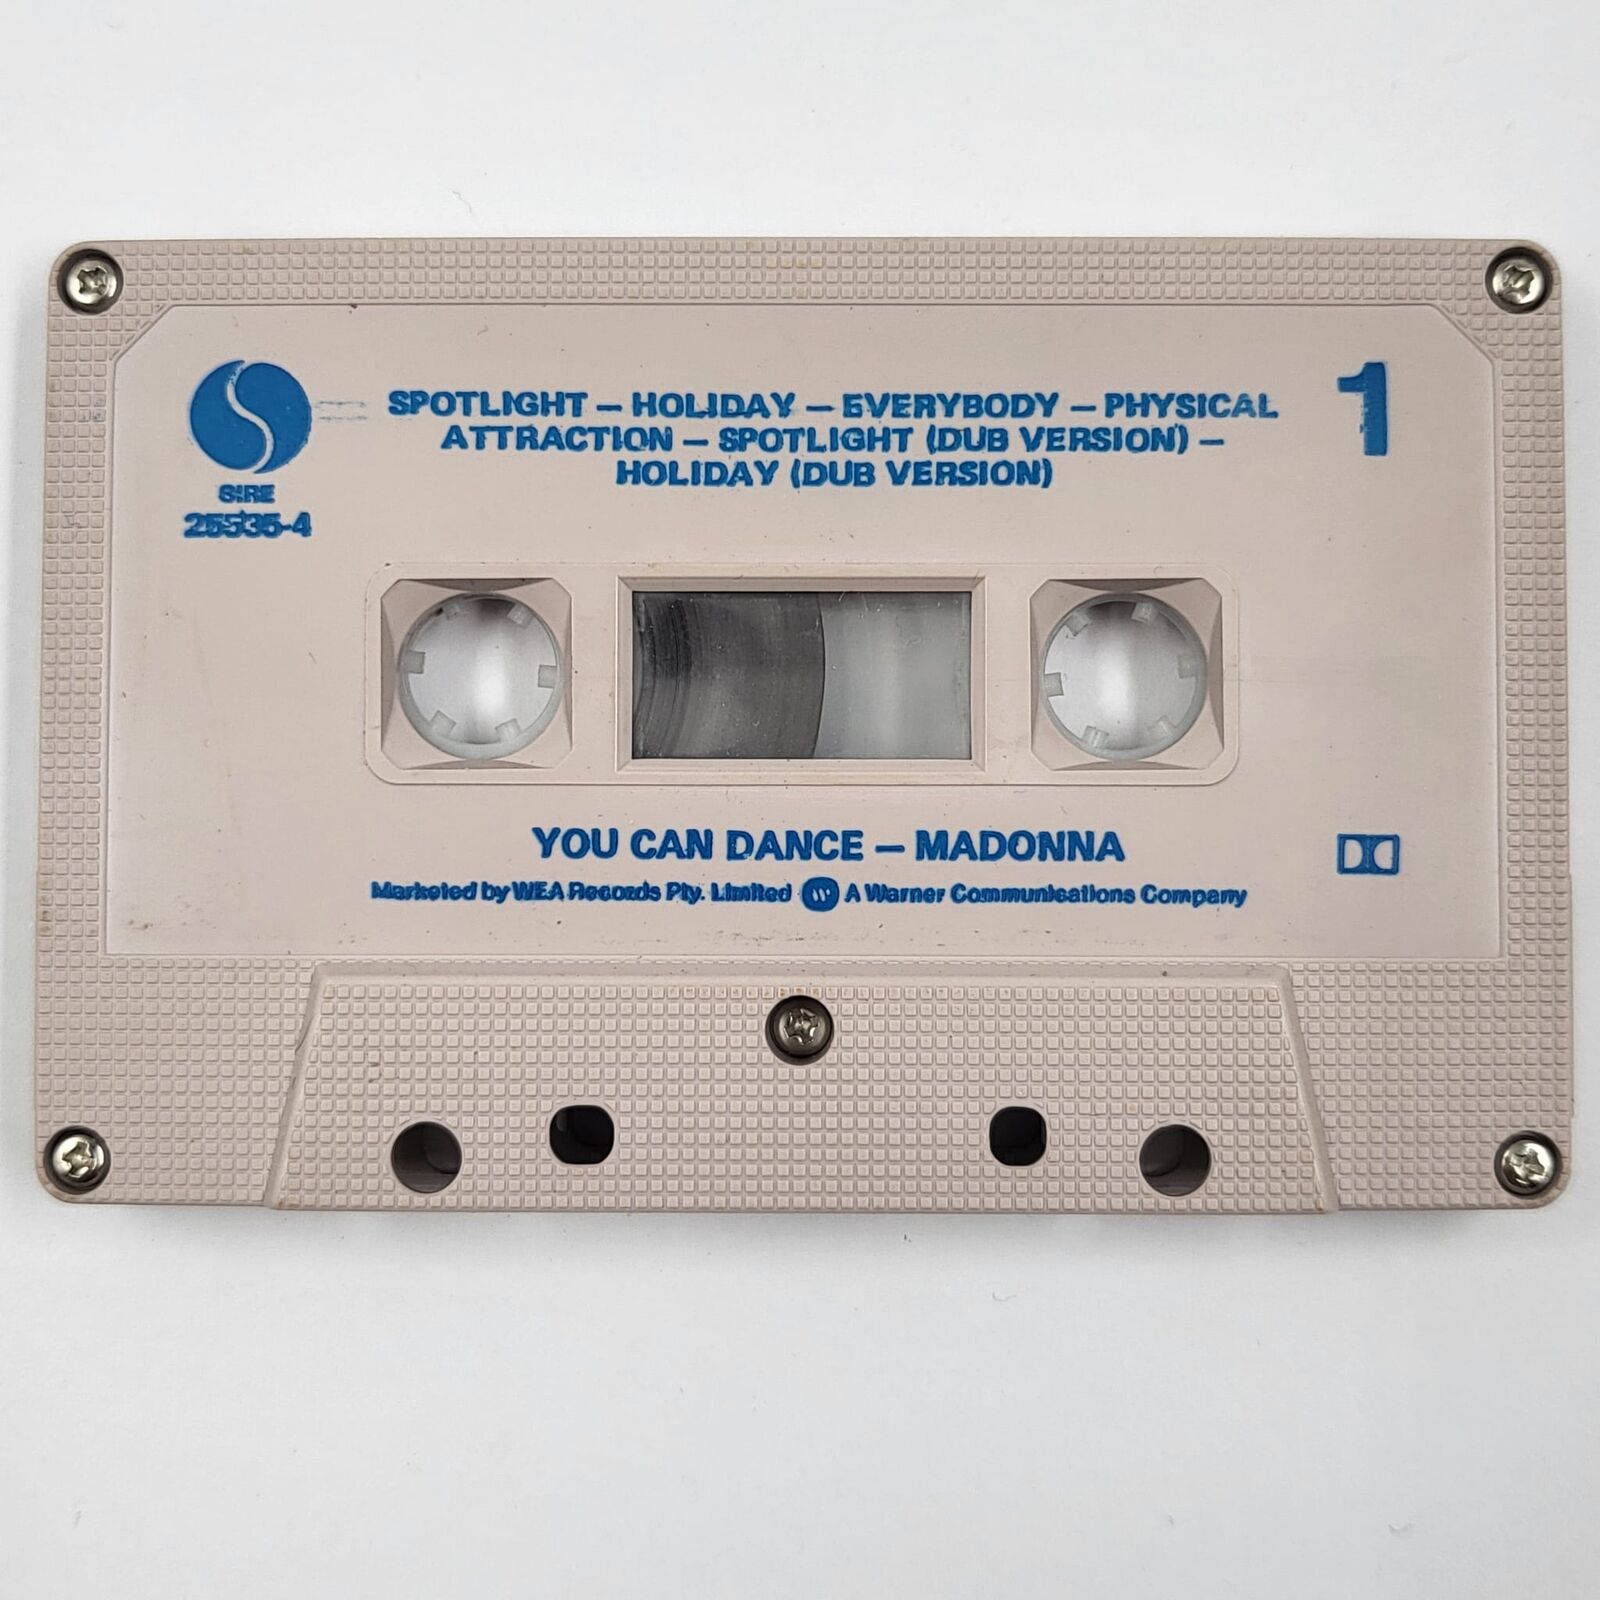 SPOTLIGHT – HOLIDAY – EVERYBODY – PHYSICAL
ATTRACTION – SPOTLIGHT (DUB VERSION) –
HOLIDAY (DUB VERSION)
1
SIRE
25535-4
YOU CAN DANCE – MADONNA
Marketed by WEA Records Pty. Limited W A Warner Communications Company